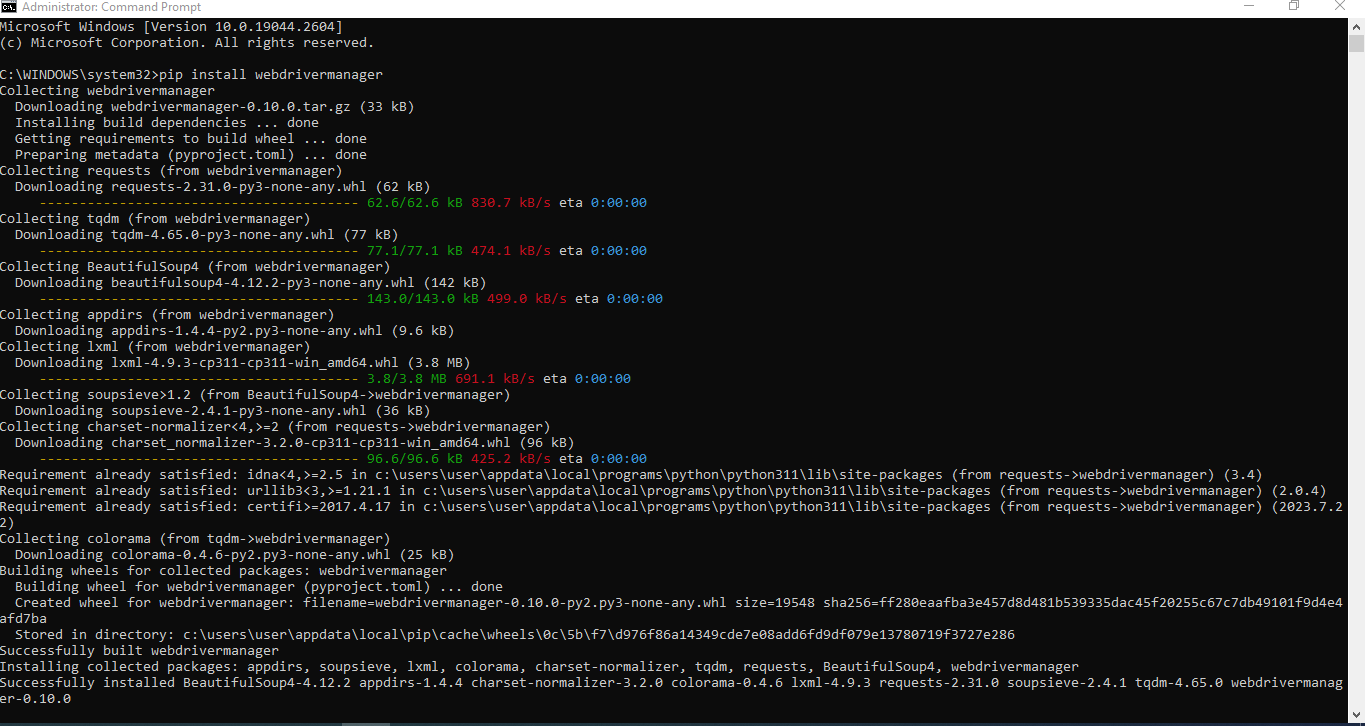 Administrator: Command Prompt
Microsoft Windows [Version 10.0.19044.2604]
(c) Microsoft Corporation. All rights reserved.
C:\WINDOWS\system32>pip install webdrivermanager
Collecting webdrivermanager
  Downloading webdrivermanager-0.10.0.tar.gz (33 kB)
  Installing build dependencies ... done
  Getting requirements to build wheel ... done
  Preparing metadata (pyproject.toml) ... done
Collecting requests (from webdrivermanager)
  Downloading requests-2.31.0-py3-none-any.whl (62 kB)
     ---------------------------------------- 62.6/62.6 kB 830.7 kB/s eta 0:00:00
Collecting tqdm (from webdrivermanager)
  Downloading tqdm-4.65.0-py3-none-any.whl (77 kB)
     ---------------------------------------- 77.1/77.1 kB 474.1 kB/s eta 0:00:00
Collecting BeautifulSoup4 (from webdrivermanager)
  Downloading beautifulsoup4-4.12.2-py3-none-any.whl (142 kB)
     ---------------------------------------- 143.0/143.0 kB 499.0 kB/s eta 0:00:00
Collecting appdirs (from webdrivermanager)
  Downloading appdirs-1.4.4-py2.py3-none-any.whl (9.6 kB)
Collecting lxml (from webdrivermanager)
  Downloading lxml-4.9.3-cp311-cp311-win_amd64.whl (3.8 MB)
     ---------------------------------------- 3.8/3.8 MB 691.1 kB/s eta 0:00:00
Collecting soupsieve>1.2 (from BeautifulSoup4->webdrivermanager)
  Downloading soupsieve-2.4.1-py3-none-any.whl (36 kB)
Collecting charset-normalizer<4,>=2 (from requests->webdrivermanager)
  Downloading charset_normalizer-3.2.0-cp311-cp311-win_amd64.whl (96 kB)
     ---------------------------------------- 96.6/96.6 kB 425.2 kB/s eta 0:00:00
Requirement already satisfied: idna<4,>=2.5 in c:\users\user\appdata\local\programs\python\python311\lib\site-packages (from requests->webdrivermanager) (3.4)
Requirement already satisfied: urllib3<3,>=1.21.1 in c:\users\user\appdata\local\programs\python\python311\lib\site-packages (from requests->webdrivermanager) (2.0.4)
Requirement already satisfied: certifi>=2017.4.17 in c:\users\user\appdata\local\programs\python\python311\lib\site-packages (from requests->webdrivermanager) (2023.7.2
2)
Collecting colorama (from tqdm->webdrivermanager)
  Downloading colorama-0.4.6-py2.py3-none-any.whl (25 kB)
Building wheels for collected packages: webdrivermanager
  Building wheel for webdrivermanager (pyproject.toml) ... done
  Created wheel for webdrivermanager: filename=webdrivermanager-0.10.0-py2.py3-none-any.whl size=19548 sha256=ff280eaafba3e457d8d481b539335dac45f20255c67c7db49101f9d4e4
afd7ba
  Stored in directory: c:\users\user\appdata\local\pip\cache\wheels\0c\5b\f7\d976f86a14349cde7e08add6fd9df079e13780719f3727e286
Successfully built webdrivermanager
Installing collected packages: appdirs, soupsieve, lxml, colorama, charset-normalizer, tqdm, requests, BeautifulSoup4, webdrivermanager
Successfully installed BeautifulSoup4-4.12.2 appdirs-1.4.4 charset-normalizer-3.2.0 colorama-0.4.6 lxml-4.9.3 requests-2.31.0 soupsieve-2.4.1 tqdm-4.65.0 webdrivermanag
er-0.10.0